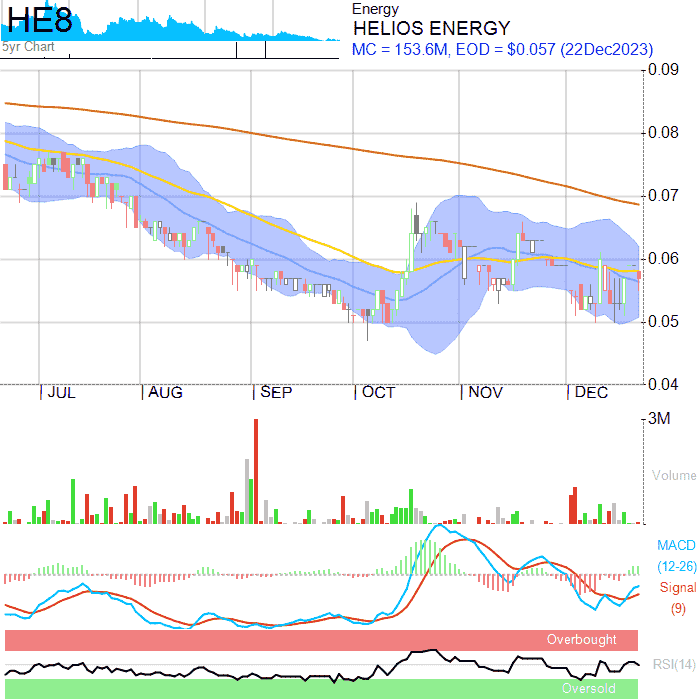 HE8
5yr Chart
Energy
HELIOS ENERGY
MC = 153.6M, EOD = $0.057 (22Dec2023)
0.09
0.08
0.07
0.06
0.05
0.04
JUL AUG SEP OCT NOV DEC
3M
Volume
MACD
(12-26)
Signal
(9)
Overbought
RSI(14)
Oversold